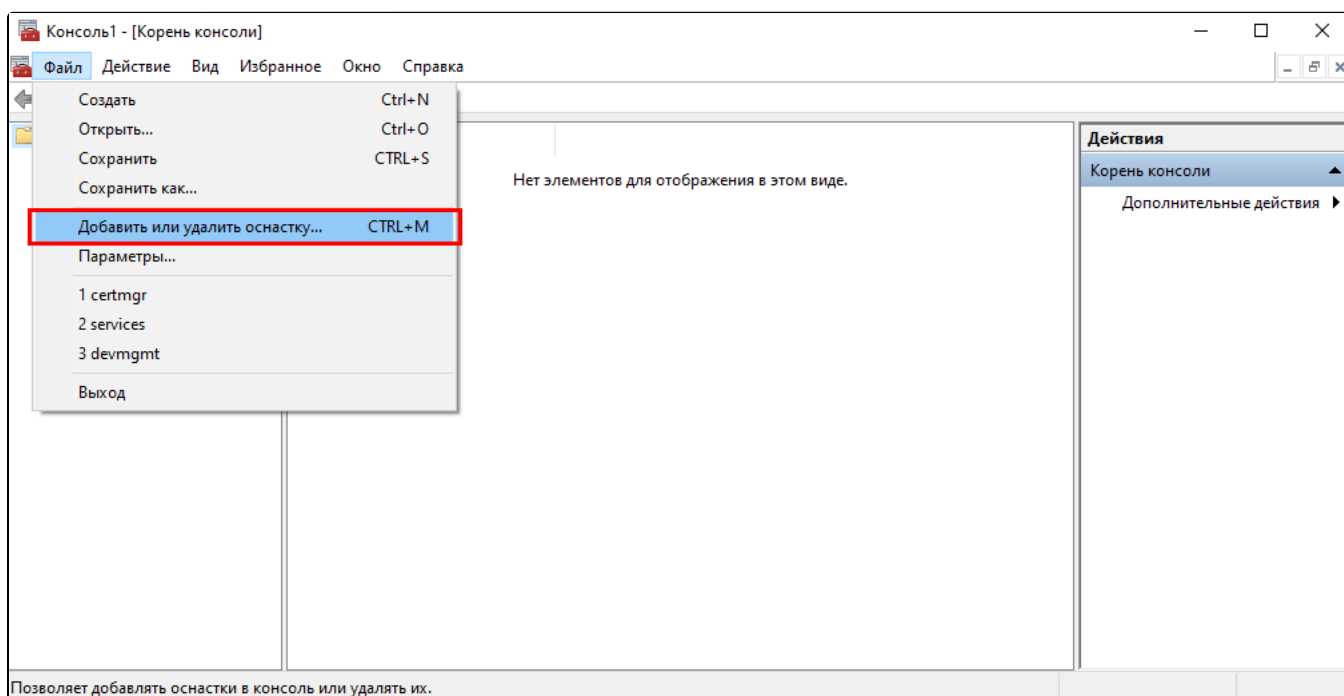 Консоль1 - [Корень консоли]
Файл Действие Вид Избранное Окно Справка
Создать Ctrl+N
Открыть... Ctrl+O
Сохранить CTRL+S
Сохранить как...
Добавить или удалить оснастку... CTRL+M
Параметры...
1 certmgr
2 services
3 devmgmt
Выход
Нет элементов для отображения в этом виде.
Действия
Корень консоли
Дополнительные действия
Позволяет добавлять оснастки в консоль или удалять их.